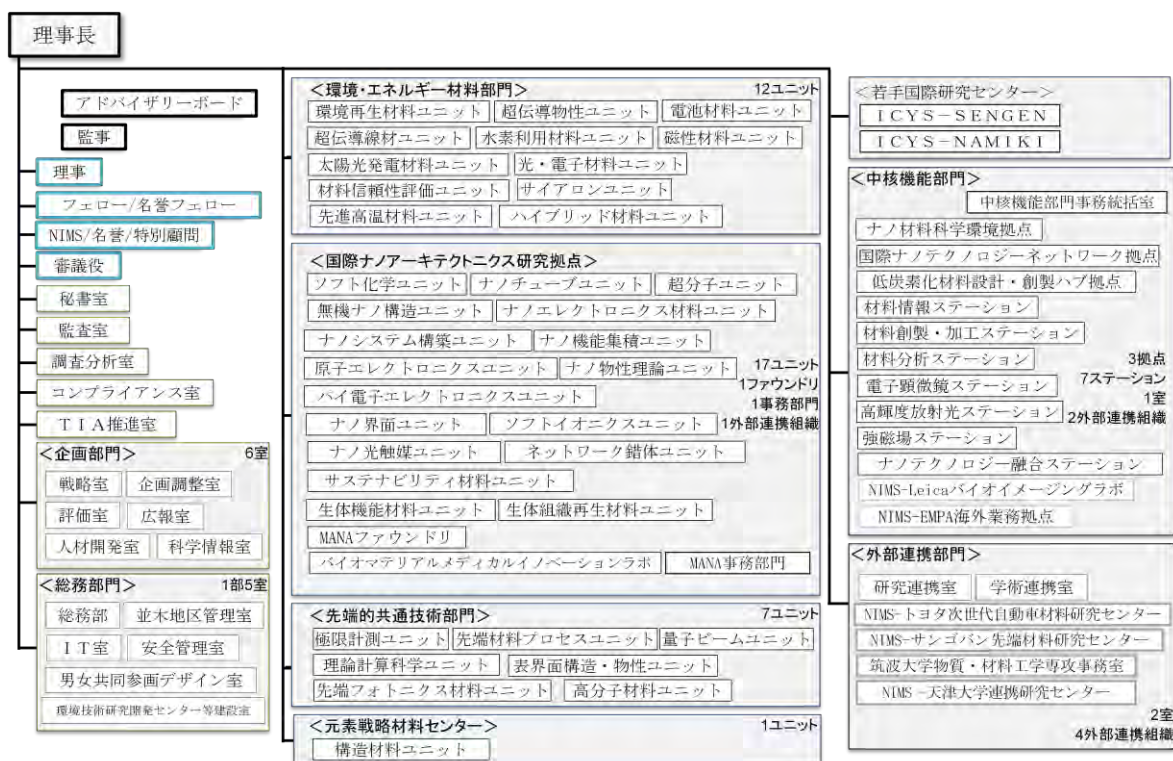 理事長
アドバイザリーボード
監事
理事
フェロー/名誉フェロー
NIMS/名誉/特別顧問
審議役
秘書室
監査室
調査分析室
コンプライアンス室
TIA推進室
<企画部門> 6室
戦略室 企画調整室
評価室 広報室
人材開発室 科学情報室
<総務部門> 1部5室
総務部 並木地区管理室
IT室 安全管理室
男女共同参画デザイン室
環境技術研究開発センター等建設室
<環境・エネルギー材料部門> 12ユニット
環境再生材料ユニット 超伝導物性ユニット 電池材料ユニット
超伝導線材ユニット 水素利用材料ユニット 磁性材料ユニット
太陽光発電材料ユニット 光・電子材料ユニット
材料信頼性評価ユニット サイアロンユニット
先進高温材料ユニット ハイブリッド材料ユニット
<国際ナノアーキテクトニクス研究拠点>
ソフト化学ユニット ナノチューブユニット 超分子ユニット
無機ナノ構造ユニット ナノエレクトロニクス材料ユニット
ナノシステム構築ユニット ナノ機能集積ユニット
原子エレクトロニクスユニット ナノ物性理論ユニット
パイ電子エレクトロニクスユニット
ナノ界面ユニット ソフトイオニクスユニット
ナノ光触媒ユニット ネットワーク錯体ユニット
サステナビリティ材料ユニット
生体機能材料ユニット 生体組織再生材料ユニット
MANAファウンドリ
バイオマテリアルメディカルイノベーションラボ MANA事務部門
17ユニット
1ファウンドリ
1事務部門
1外部連携組織
<先端的共通技術部門> 7ユニット
極限計測ユニット 先端材料プロセスユニット 量子ビームユニット
理論計算科学ユニット 表界面構造・物性ユニット
先端フォトニクス材料ユニット 高分子材料ユニット
<元素戦略材料センター> 1ユニット
構造材料ユニット
<若手国際研究センター>
ICYS-SENGEN
ICYS-NAMIKI
<中核機能部門>
中核機能部門事務統括室
ナノ材料科学環境拠点
国際ナノテクノロジーネットワーク拠点
低炭素化材料設計・創製ハブ拠点
材料情報ステーション
材料創製・加工ステーション
材料分析ステーション
電子顕微鏡ステーション
高輝度放射光ステーション
強磁場ステーション
ナノテクノロジー融合ステーション
NIMS-Leicaバイオイメージングラボ
NIMS-EMPA海外業務拠点
3拠点
7ステーション
1室
2外部連携組織
<外部連携部門>
研究連携室 学術連携室
NIMS-トヨタ次世代自動車材料研究センター
NIMS-サンゴバン先端材料研究センター
筑波大学物質・材料工学専攻事務室
NIMS-天津大学連携研究センター
2室
4外部連携組織